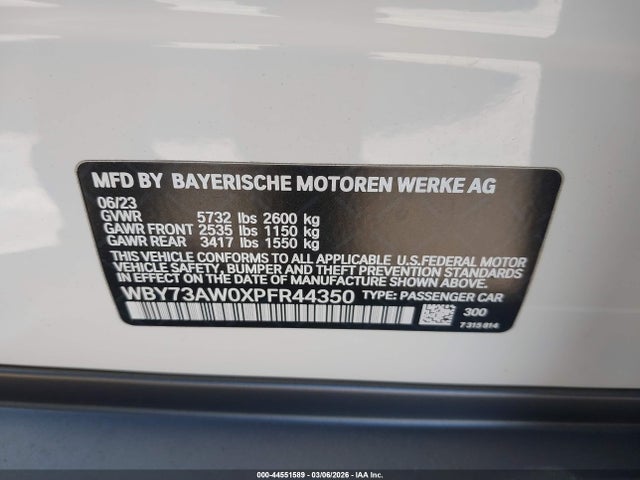 MFD BY BAYERISCHE MOTOREN WERKE AG
06/23
GVWR 5732 lbs 2600 kg
GAWR FRONT 2535 lbs 1150 kg
GAWR REAR 3417 lbs 1550 kg
THIS VEHICLE CONFORMS TO ALL APPLICABLE U.S.FEDERAL MOTOR
VEHICLE SAFETY, BUMPER, AND THEFT PREVENTION STANDARDS
IN EFFECT ON THE DATE OF MANUFACTURE SHOWN ABOVE.
WBY73AW0XPFR44350 TYPE: PASSENGER CAR
300
7 315 814
000-44551589 | 03/06/2026 | IAA Inc.